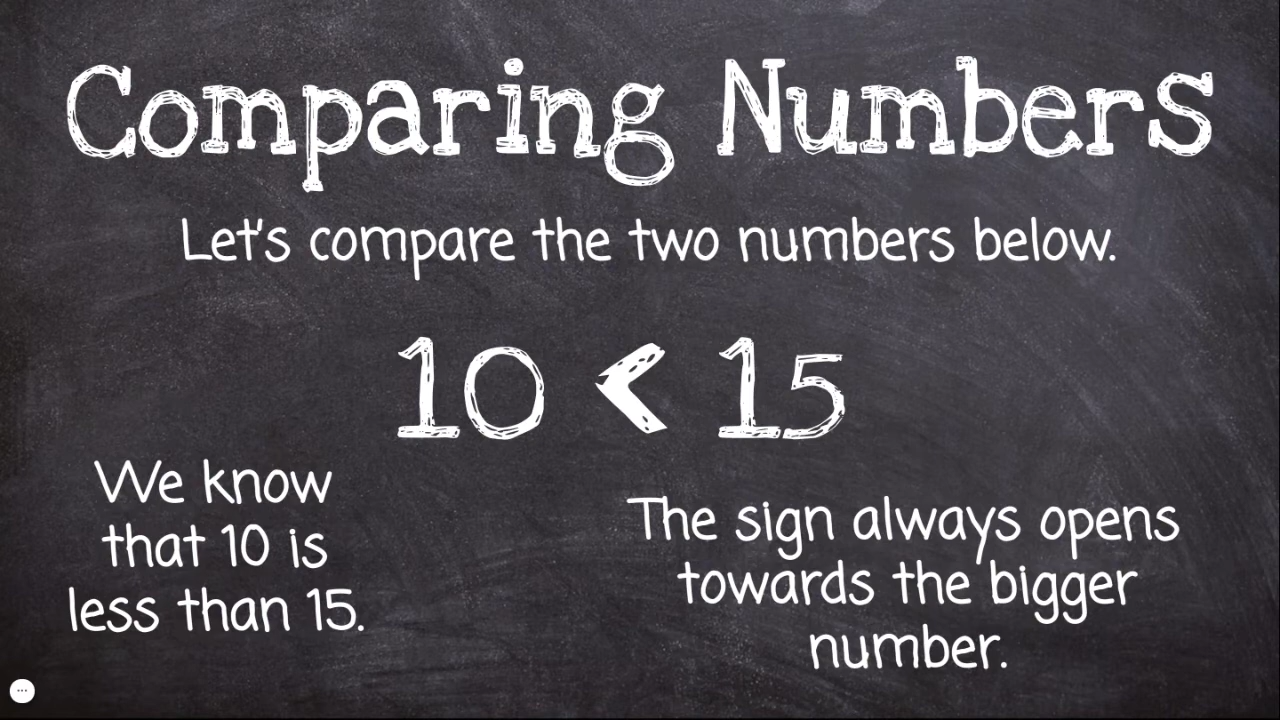 Comparing Numbers
Let's compare the two numbers below.
10 < 15
We know
that 10 is
less than 15.
The sign always opens
towards the bigger
number.